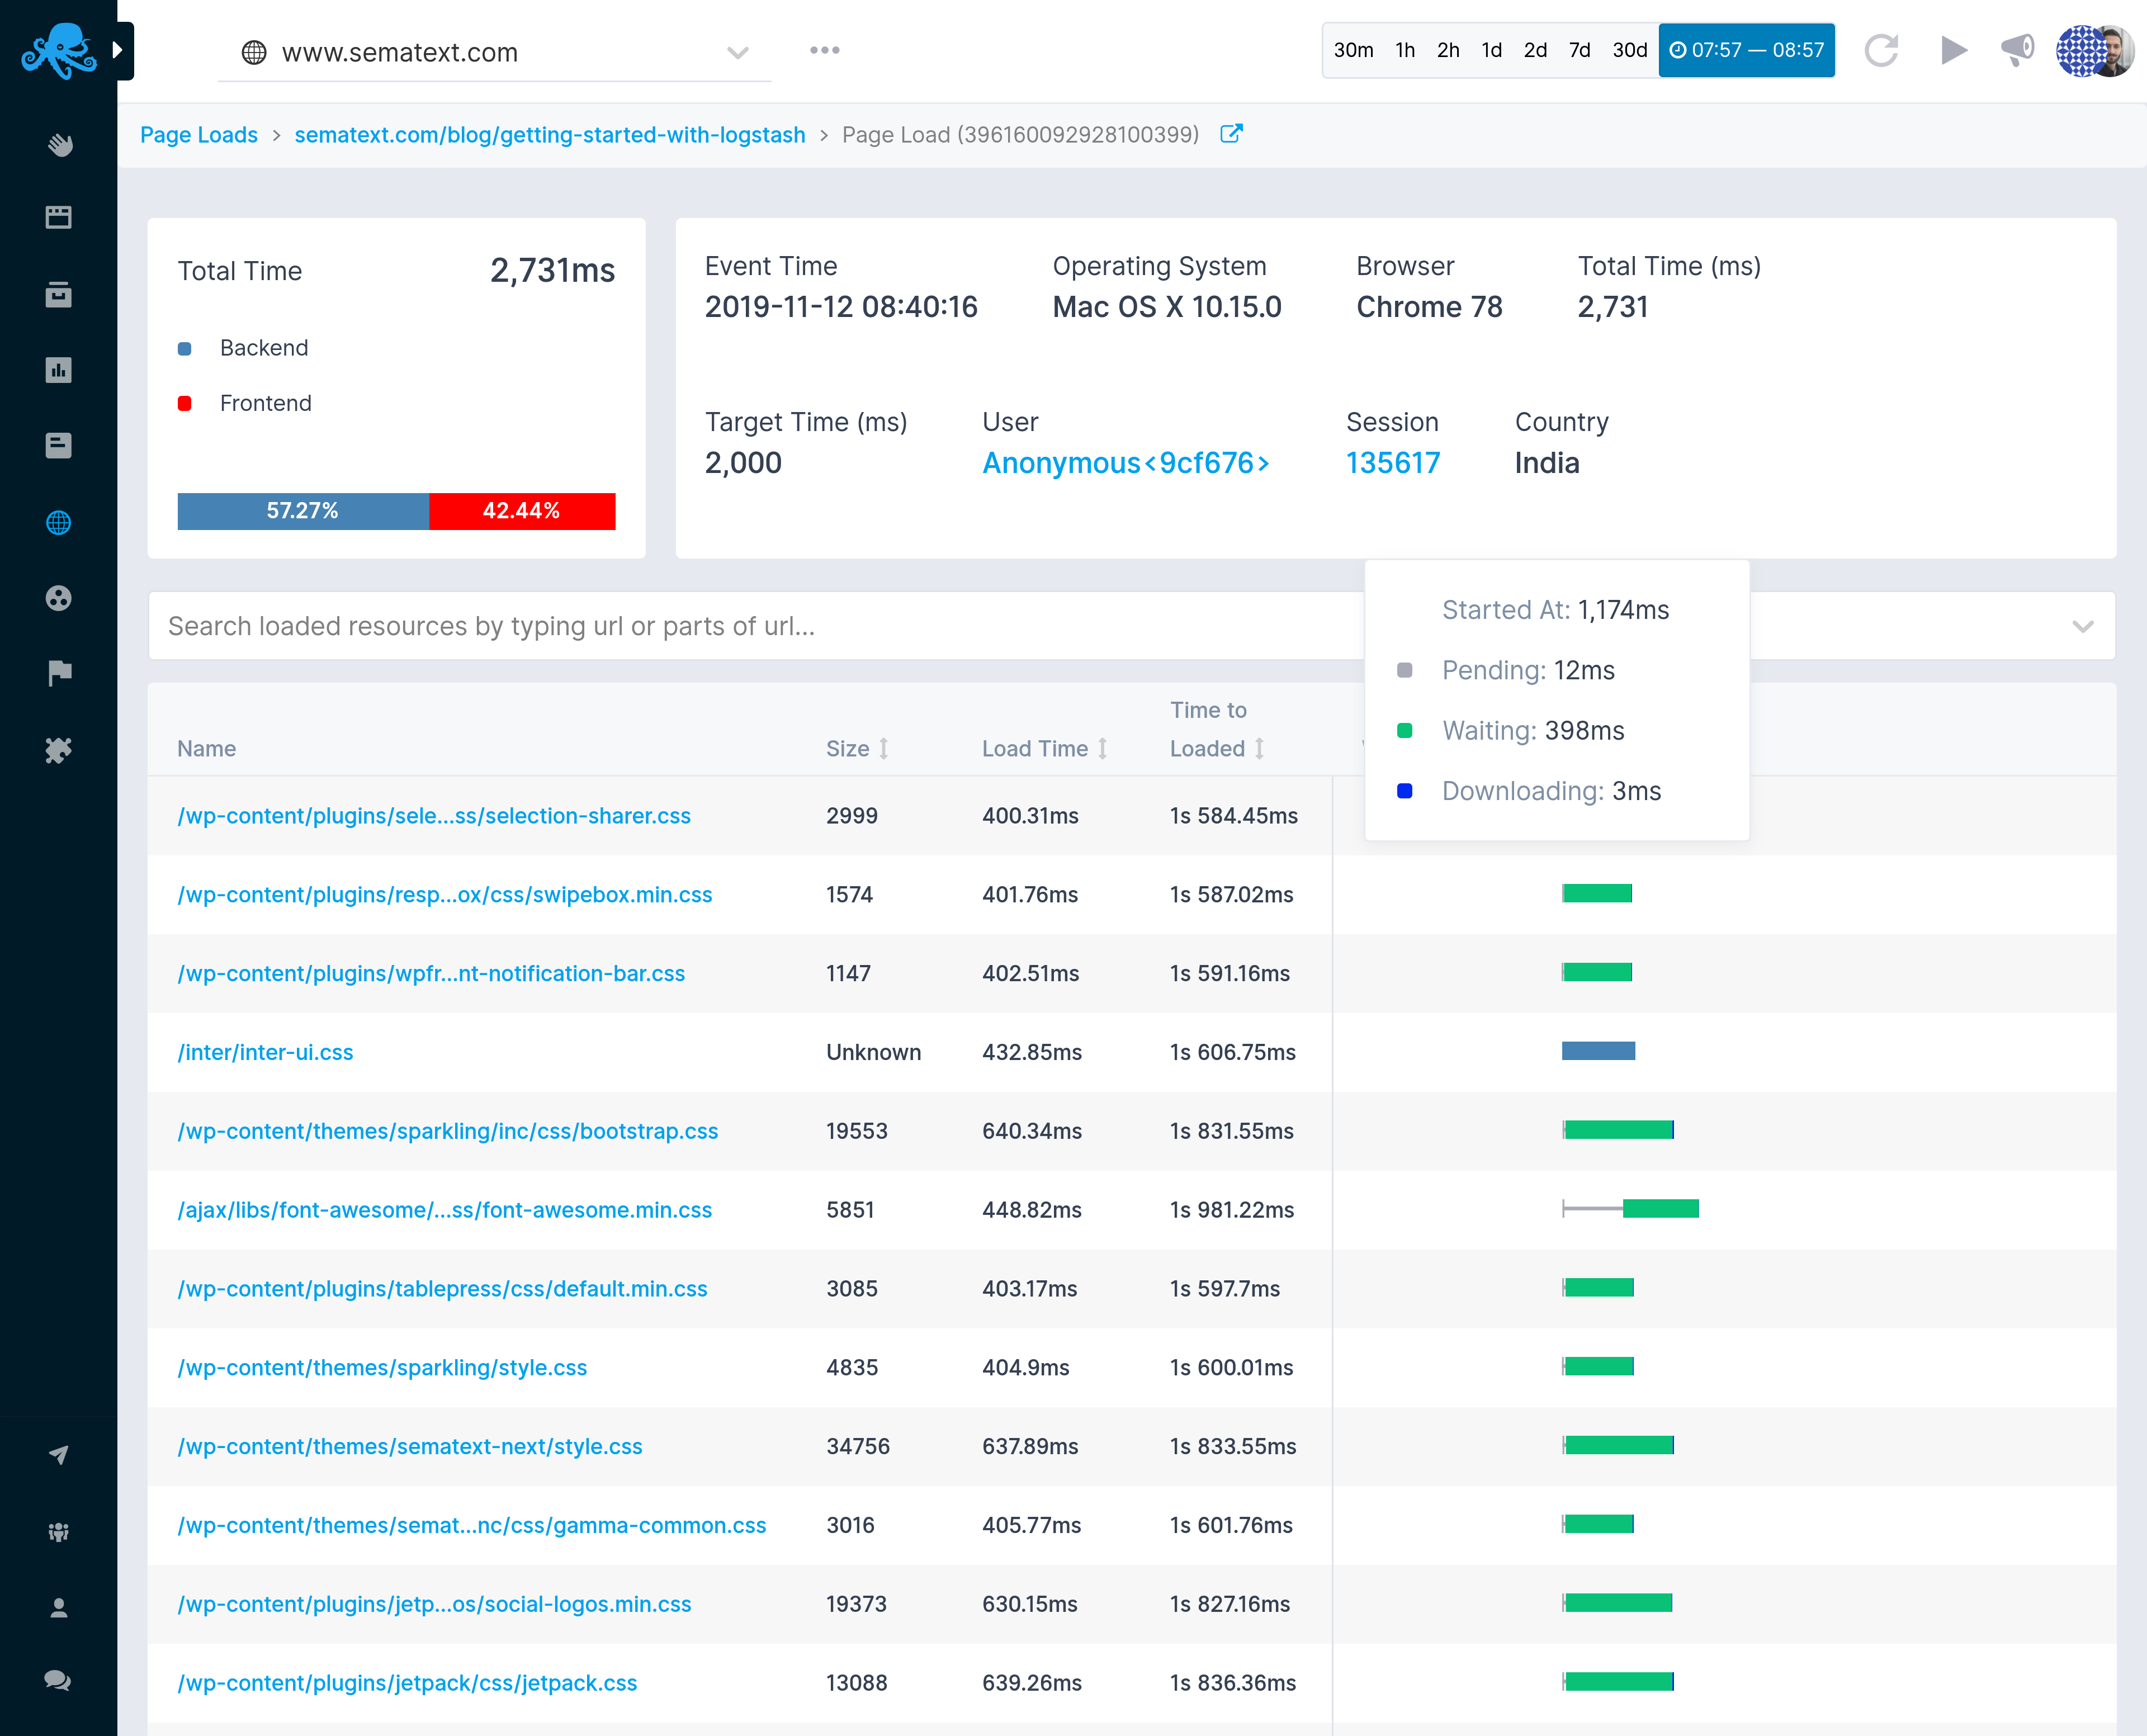 www.sematext.com
30m 1h 2h 1d 2d 7d 30d 07:57 — 08:57
Page Loads > sematext.com/blog/getting-started-with-logstash > Page Load (396160092928100399)
Total Time 2,731ms
Backend
Frontend
57.27% 42.44%
Event Time Operating System Browser Total Time (ms)
2019-11-12 08:40:16 Mac OS X 10.15.0 Chrome 78 2,731
Target Time (ms) User Session Country
2,000 Anonymous<9cf676> 135617 India
Search loaded resources by typing url or parts of url...
Started At: 1,174ms
Pending: 12ms
Waiting: 398ms
Downloading: 3ms
Time to
Name Size Load Time Loaded
/wp-content/plugins/sele...ss/selection-sharer.css 2999 400.31ms 1s 584.45ms
/wp-content/plugins/resp...ox/css/swipebox.min.css 1574 401.76ms 1s 587.02ms
/wp-content/plugins/wpfr...nt-notification-bar.css 1147 402.51ms 1s 591.16ms
/inter/inter-ui.css Unknown 432.85ms 1s 606.75ms
/wp-content/themes/sparkling/inc/css/bootstrap.css 19553 640.34ms 1s 831.55ms
/ajax/libs/font-awesome/...ss/font-awesome.min.css 5851 448.82ms 1s 981.22ms
/wp-content/plugins/tablepress/css/default.min.css 3085 403.17ms 1s 597.7ms
/wp-content/themes/sparkling/style.css 4835 404.9ms 1s 600.01ms
/wp-content/themes/sematext-next/style.css 34756 637.89ms 1s 833.55ms
/wp-content/themes/semat...nc/css/gamma-common.css 3016 405.77ms 1s 601.76ms
/wp-content/plugins/jetp...os/social-logos.min.css 19373 630.15ms 1s 827.16ms
/wp-content/plugins/jetpack/css/jetpack.css 13088 639.26ms 1s 836.36ms